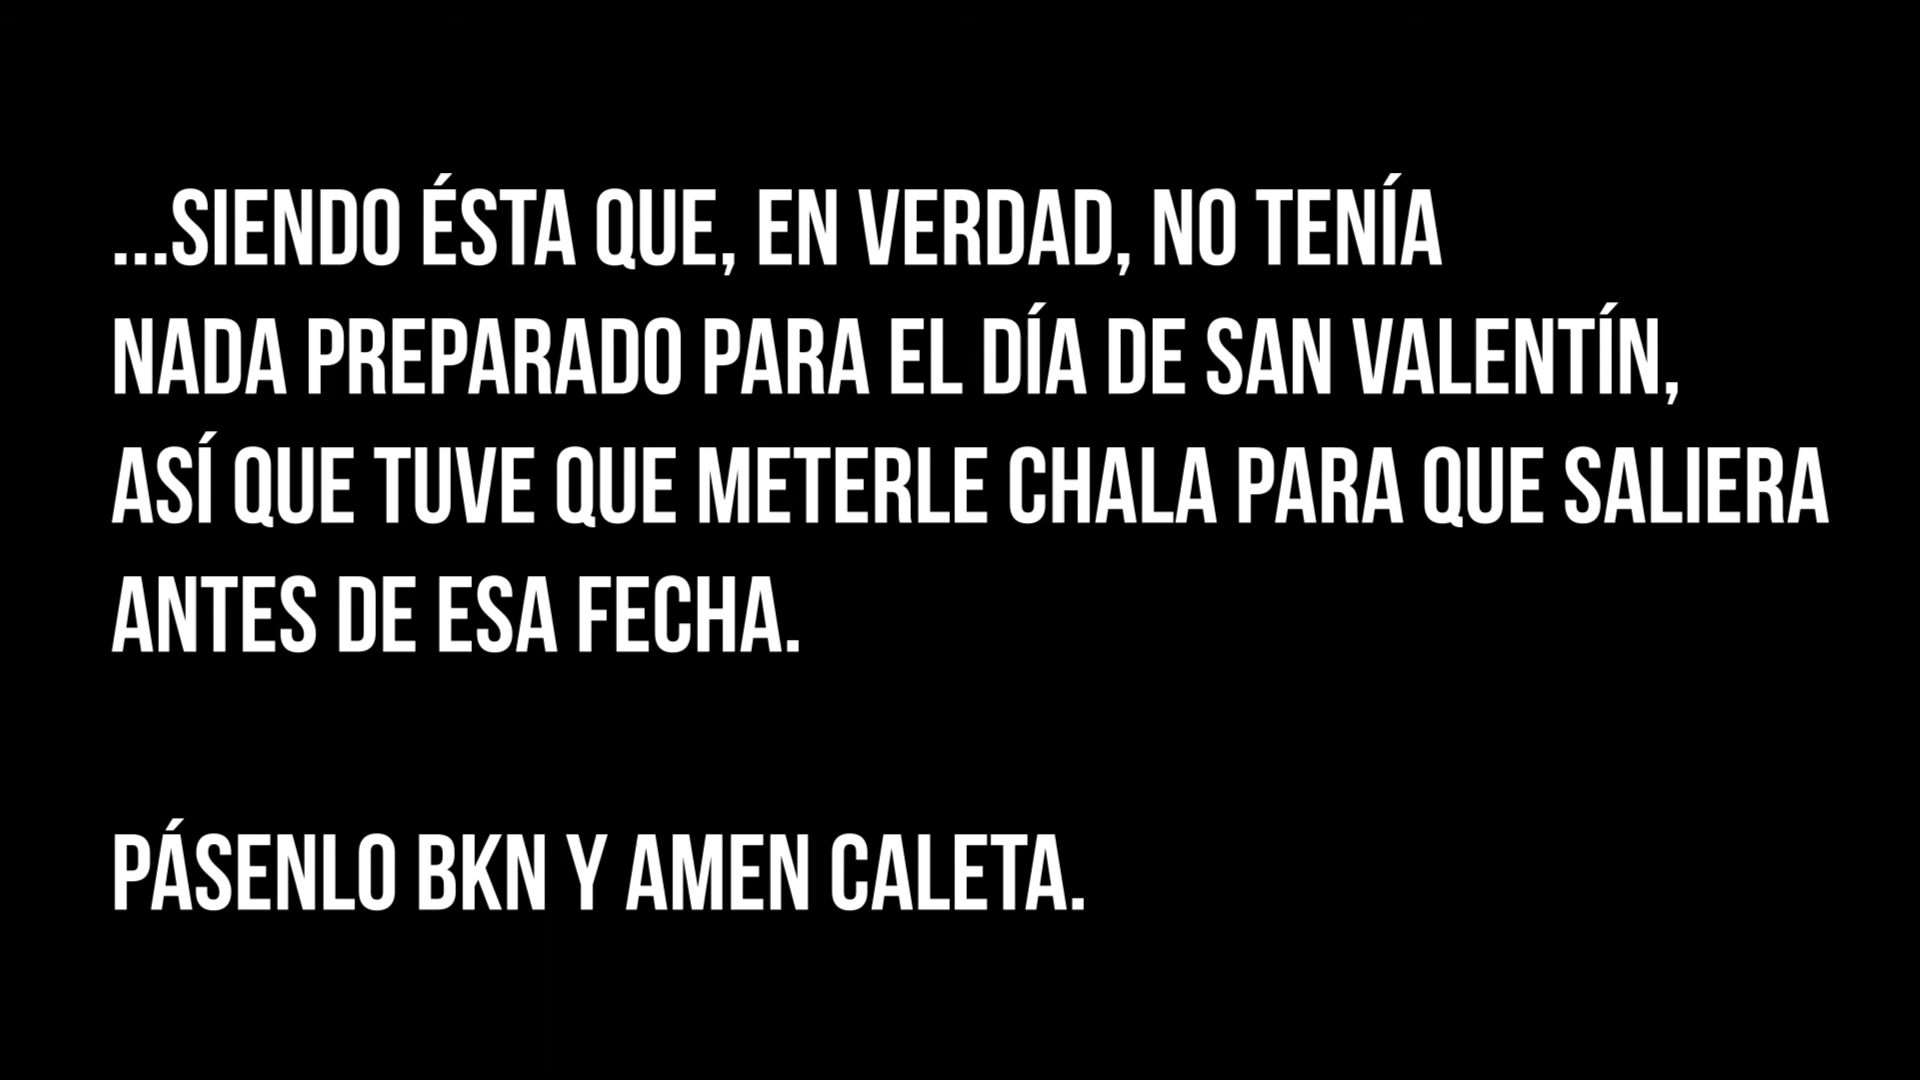 ...SIENDO ÉSTA QUE, EN VERDAD, NO TENÍA
NADA PREPARADO PARA EL DÍA DE SAN VALENTÍN,
ASÍ QUE TUVE QUE METERLE CHALA PARA QUE SALIERA
ANTES DE ESA FECHA.
PÁSENLO BKN Y AMEN CALETA.